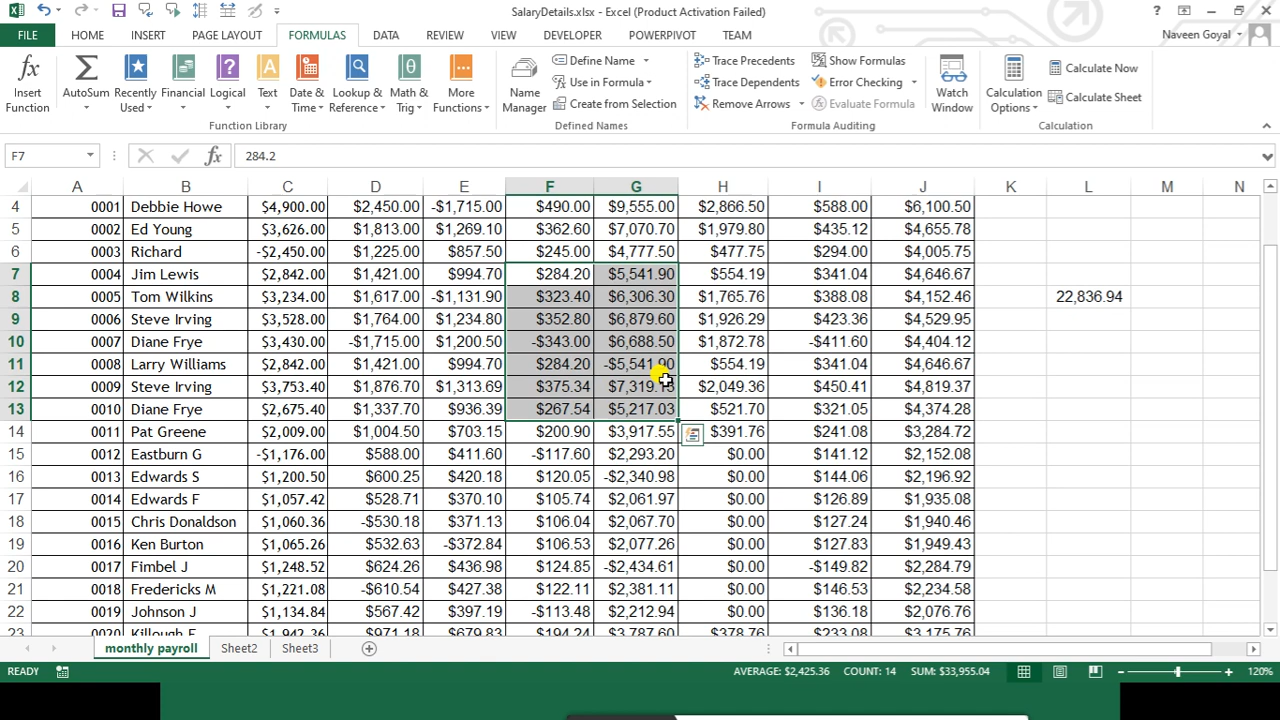 SalaryDetails.xlsx - Excel (Product Activation Failed)
FILE HOME INSERT PAGE LAYOUT FORMULAS DATA REVIEW VIEW DEVELOPER POWERPIVOT TEAM Naveen Goyal
Insert Function
AutoSum
Recently Used
Financial
Logical
Text
Date & Time
Lookup & Reference
Math & Trig
More Functions
Function Library
Name Manager
Define Name
Use in Formula
Create from Selection
Defined Names
Trace Precedents
Trace Dependents
Remove Arrows
Show Formulas
Error Checking
Evaluate Formula
Formula Auditing
Watch Window
Calculation Options
Calculate Now
Calculate Sheet
Calculation
F7 fx 284.2
A B C D E F G H I J K L M N
4 0001 Debbie Howe $4,900.00 $2,450.00 -$1,715.00 $490.00 $9,555.00 $2,866.50 $588.00 $6,100.50
5 0002 Ed Young $3,626.00 $1,813.00 $1,269.10 $362.60 $7,070.70 $1,979.80 $435.12 $4,655.78
6 0003 Richard -$2,450.00 $1,225.00 $857.50 $245.00 $4,777.50 $477.75 $294.00 $4,005.75
7 0004 Jim Lewis $2,842.00 $1,421.00 $994.70 $284.20 $5,541.90 $554.19 $341.04 $4,646.67
8 0005 Tom Wilkins $3,234.00 $1,617.00 -$1,131.90 $323.40 $6,306.30 $1,765.76 $388.08 $4,152.46 22,836.94
9 0006 Steve Irving $3,528.00 $1,764.00 $1,234.80 $352.80 $6,879.60 $1,926.29 $423.36 $4,529.95
10 0007 Diane Frye $3,430.00 -$1,715.00 $1,200.50 -$343.00 $6,688.50 $1,872.78 -$411.60 $4,404.12
11 0008 Larry Williams $2,842.00 $1,421.00 $994.70 $284.20 -$5,541.90 $554.19 $341.04 $4,646.67
12 0009 Steve Irving $3,753.40 $1,876.70 $1,313.69 $375.34 $2,049.36 $450.41 $4,819.37
13 0010 Diane Frye $2,675.40 $1,337.70 $936.39 $267.54 $5,217.03 $521.70 $321.05 $4,374.28
14 0011 Pat Greene $2,009.00 $1,004.50 $703.15 $200.90 $3,917.55 $391.76 $241.08 $3,284.72
15 0012 Eastburn G -$1,176.00 $588.00 $411.60 -$117.60 $2,293.20 $0.00 $141.12 $2,152.08
16 0013 Edwards S $1,200.50 $600.25 $420.18 $120.05 -$2,340.98 $0.00 $144.06 $2,196.92
17 0014 Edwards F $1,057.42 $528.71 $370.10 $105.74 $2,061.97 $0.00 $126.89 $1,935.08
18 0015 Chris Donaldson $1,060.36 -$530.18 $371.13 $106.04 $2,067.70 $0.00 $127.24 $1,940.46
19 0016 Ken Burton $1,065.26 $532.63 -$372.84 $106.53 $2,077.26 $0.00 $127.83 $1,949.43
20 0017 Fimbel J $1,248.52 -$624.26 $436.98 $124.85 -$2,434.61 $0.00 -$149.82 $2,284.79
21 0018 Fredericks M $1,221.08 -$610.54 $427.38 $122.11 $2,381.11 $0.00 $146.53 $2,234.58
22 0019 Johnson J $1,134.84 $567.42 $397.19 -$113.48 $2,212.94 $0.00 $136.18 $2,076.76
23 0020 $1,942.36 $971.18 $679.83 $194.24 $3,787.60 $378.76 $233.08 $3,175.76
monthly payroll Sheet2 Sheet3
READY AVERAGE: $2,425.36 COUNT: 14 SUM: $33,955.04 120%